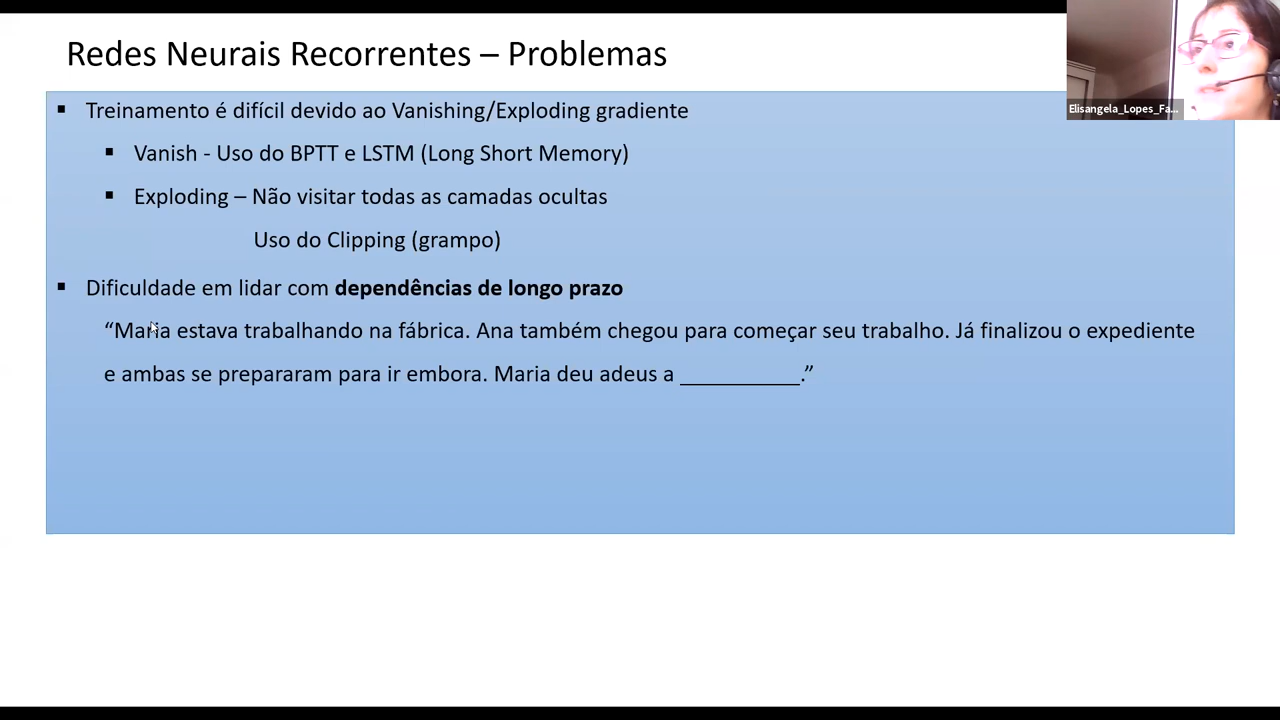 Redes Neurais Recorrentes – Problemas
Elisangela_Lopes_Fa...
▪ Treinamento é difícil devido ao Vanishing/Exploding gradiente
▪ Vanish - Uso do BPTT e LSTM (Long Short Memory)
▪ Exploding – Não visitar todas as camadas ocultas
Uso do Clipping (grampo)
▪ Dificuldade em lidar com dependências de longo prazo
“Maria estava trabalhando na fábrica. Ana também chegou para começar seu trabalho. Já finalizou o expediente
e ambas se prepararam para ir embora. Maria deu adeus a __________.”